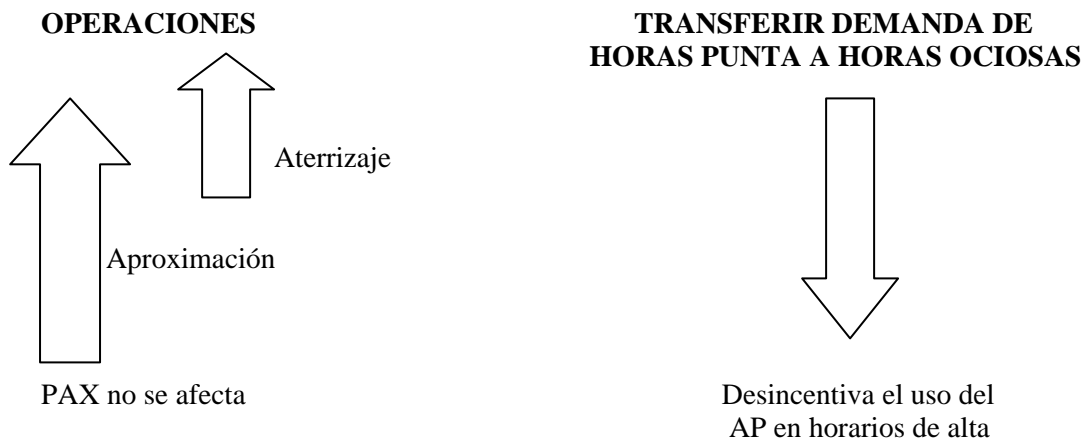 OPERACIONES
Aterrizaje
Aproximación
PAX no se afecta
TRANSFERIR DEMANDA DE
HORAS PUNTA A HORAS OCIOSAS
Desincentiva el uso del
AP en horarios de alta